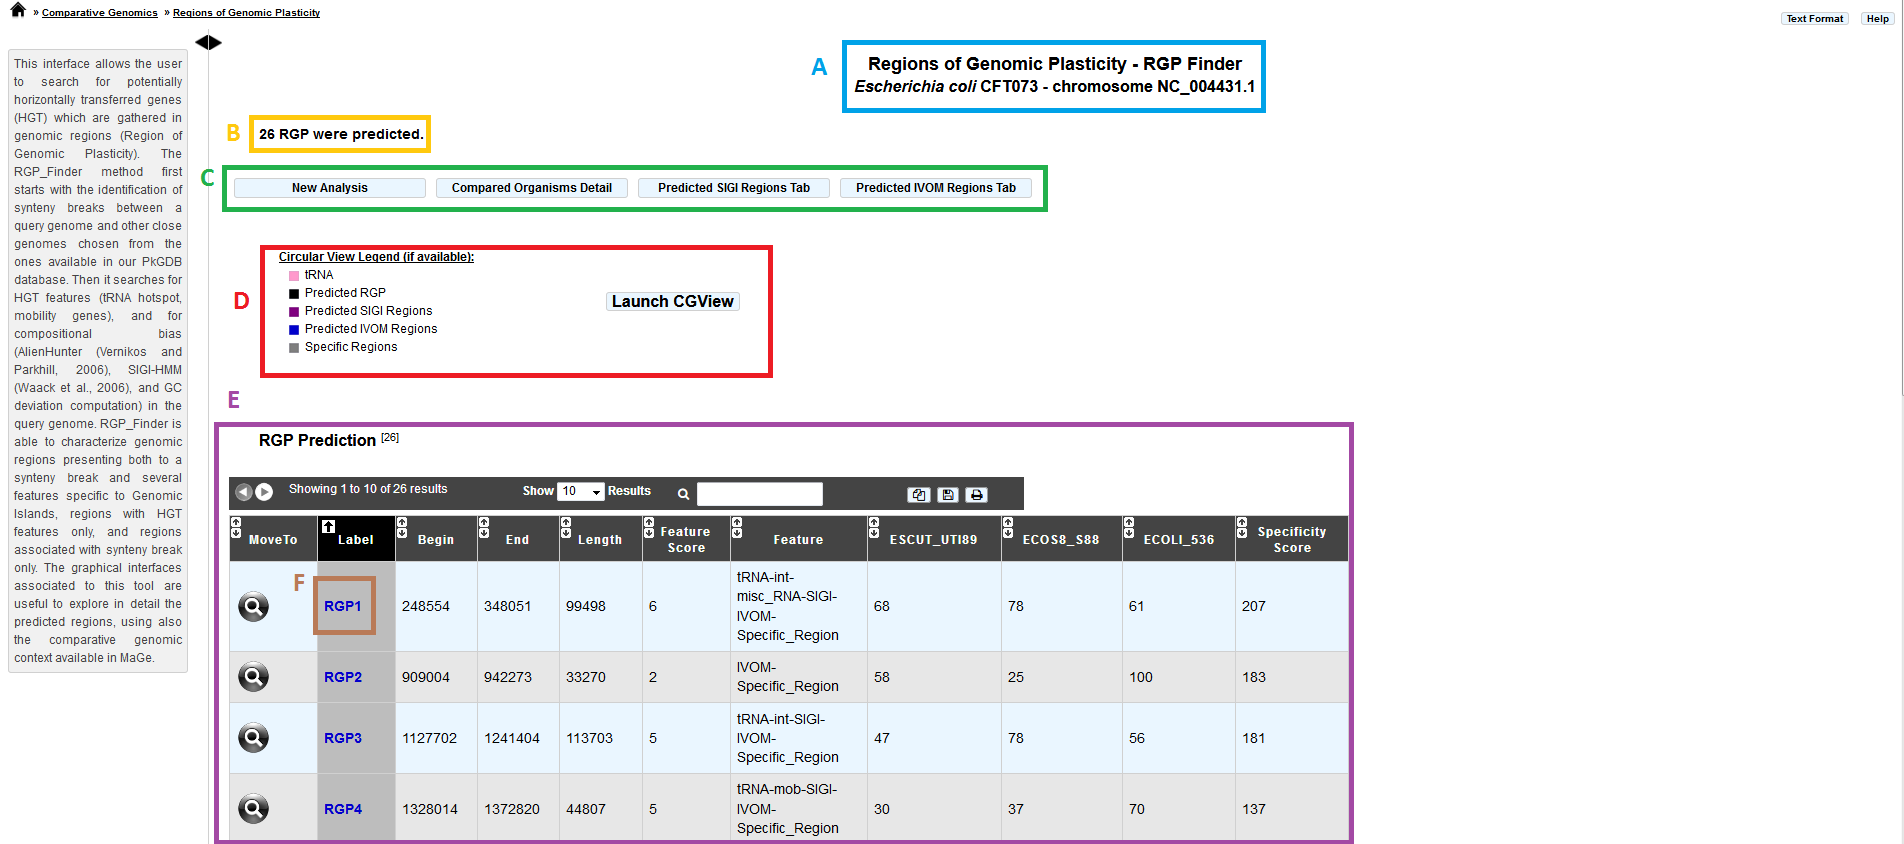 » Comparative Genomics » Regions of Genomic Plasticity
Text Format Help
This interface allows the user
to search for potentially
horizontally transferred genes
(HGT) which are gathered in
genomic regions (Region of
Genomic Plasticity). The
RGP_Finder method first
starts with the identification of
synteny breaks between a
query genome and other close
genomes chosen from the
ones available in our PkGDB
database. Then it searches for
HGT features (tRNA hotspot,
mobility genes), and for
compositional bias
(AlienHunter (Vernikos and
Parkhill, 2006), SIGI-HMM
(Waack et al., 2006), and GC
deviation computation) in the
query genome. RGP_Finder is
able to characterize genomic
regions presenting both to a
synteny break and several
features specific to Genomic
Islands, regions with HGT
features only, and regions
associated with synteny break
only. The graphical interfaces
associated to this tool are
useful to explore in detail the
predicted regions, using also
the comparative genomic
context available in MaGe.
A
Regions of Genomic Plasticity - RGP Finder
Escherichia coli CFT073 - chromosome NC_004431.1
B
26 RGP were predicted.
C
New Analysis Compared Organisms Detail Predicted SIGI Regions Tab Predicted IVOM Regions Tab
D
Circular View Legend (if available):
tRNA
Predicted RGP
Predicted SIGI Regions
Predicted IVOM Regions
Specific Regions
Launch CGView
E
RGP Prediction [26]
Showing 1 to 10 of 26 results Show 10 Results
MoveTo Label Begin End Length Feature Score Feature ESCUT_UTI89 ECOS8_S88 ECOLI_536 Specificity Score
F
RGP1 248554 348051 99498 6 tRNA-int-misc_RNA-SIGI-IVOM-Specific_Region 68 78 61 207
RGP2 909004 942273 33270 2 IVOM-Specific_Region 58 25 100 183
RGP3 1127702 1241404 113703 5 tRNA-int-SIGI-IVOM-Specific_Region 47 78 56 181
RGP4 1328014 1372820 44807 5 tRNA-mob-SIGI-IVOM-Specific_Region 30 37 70 137